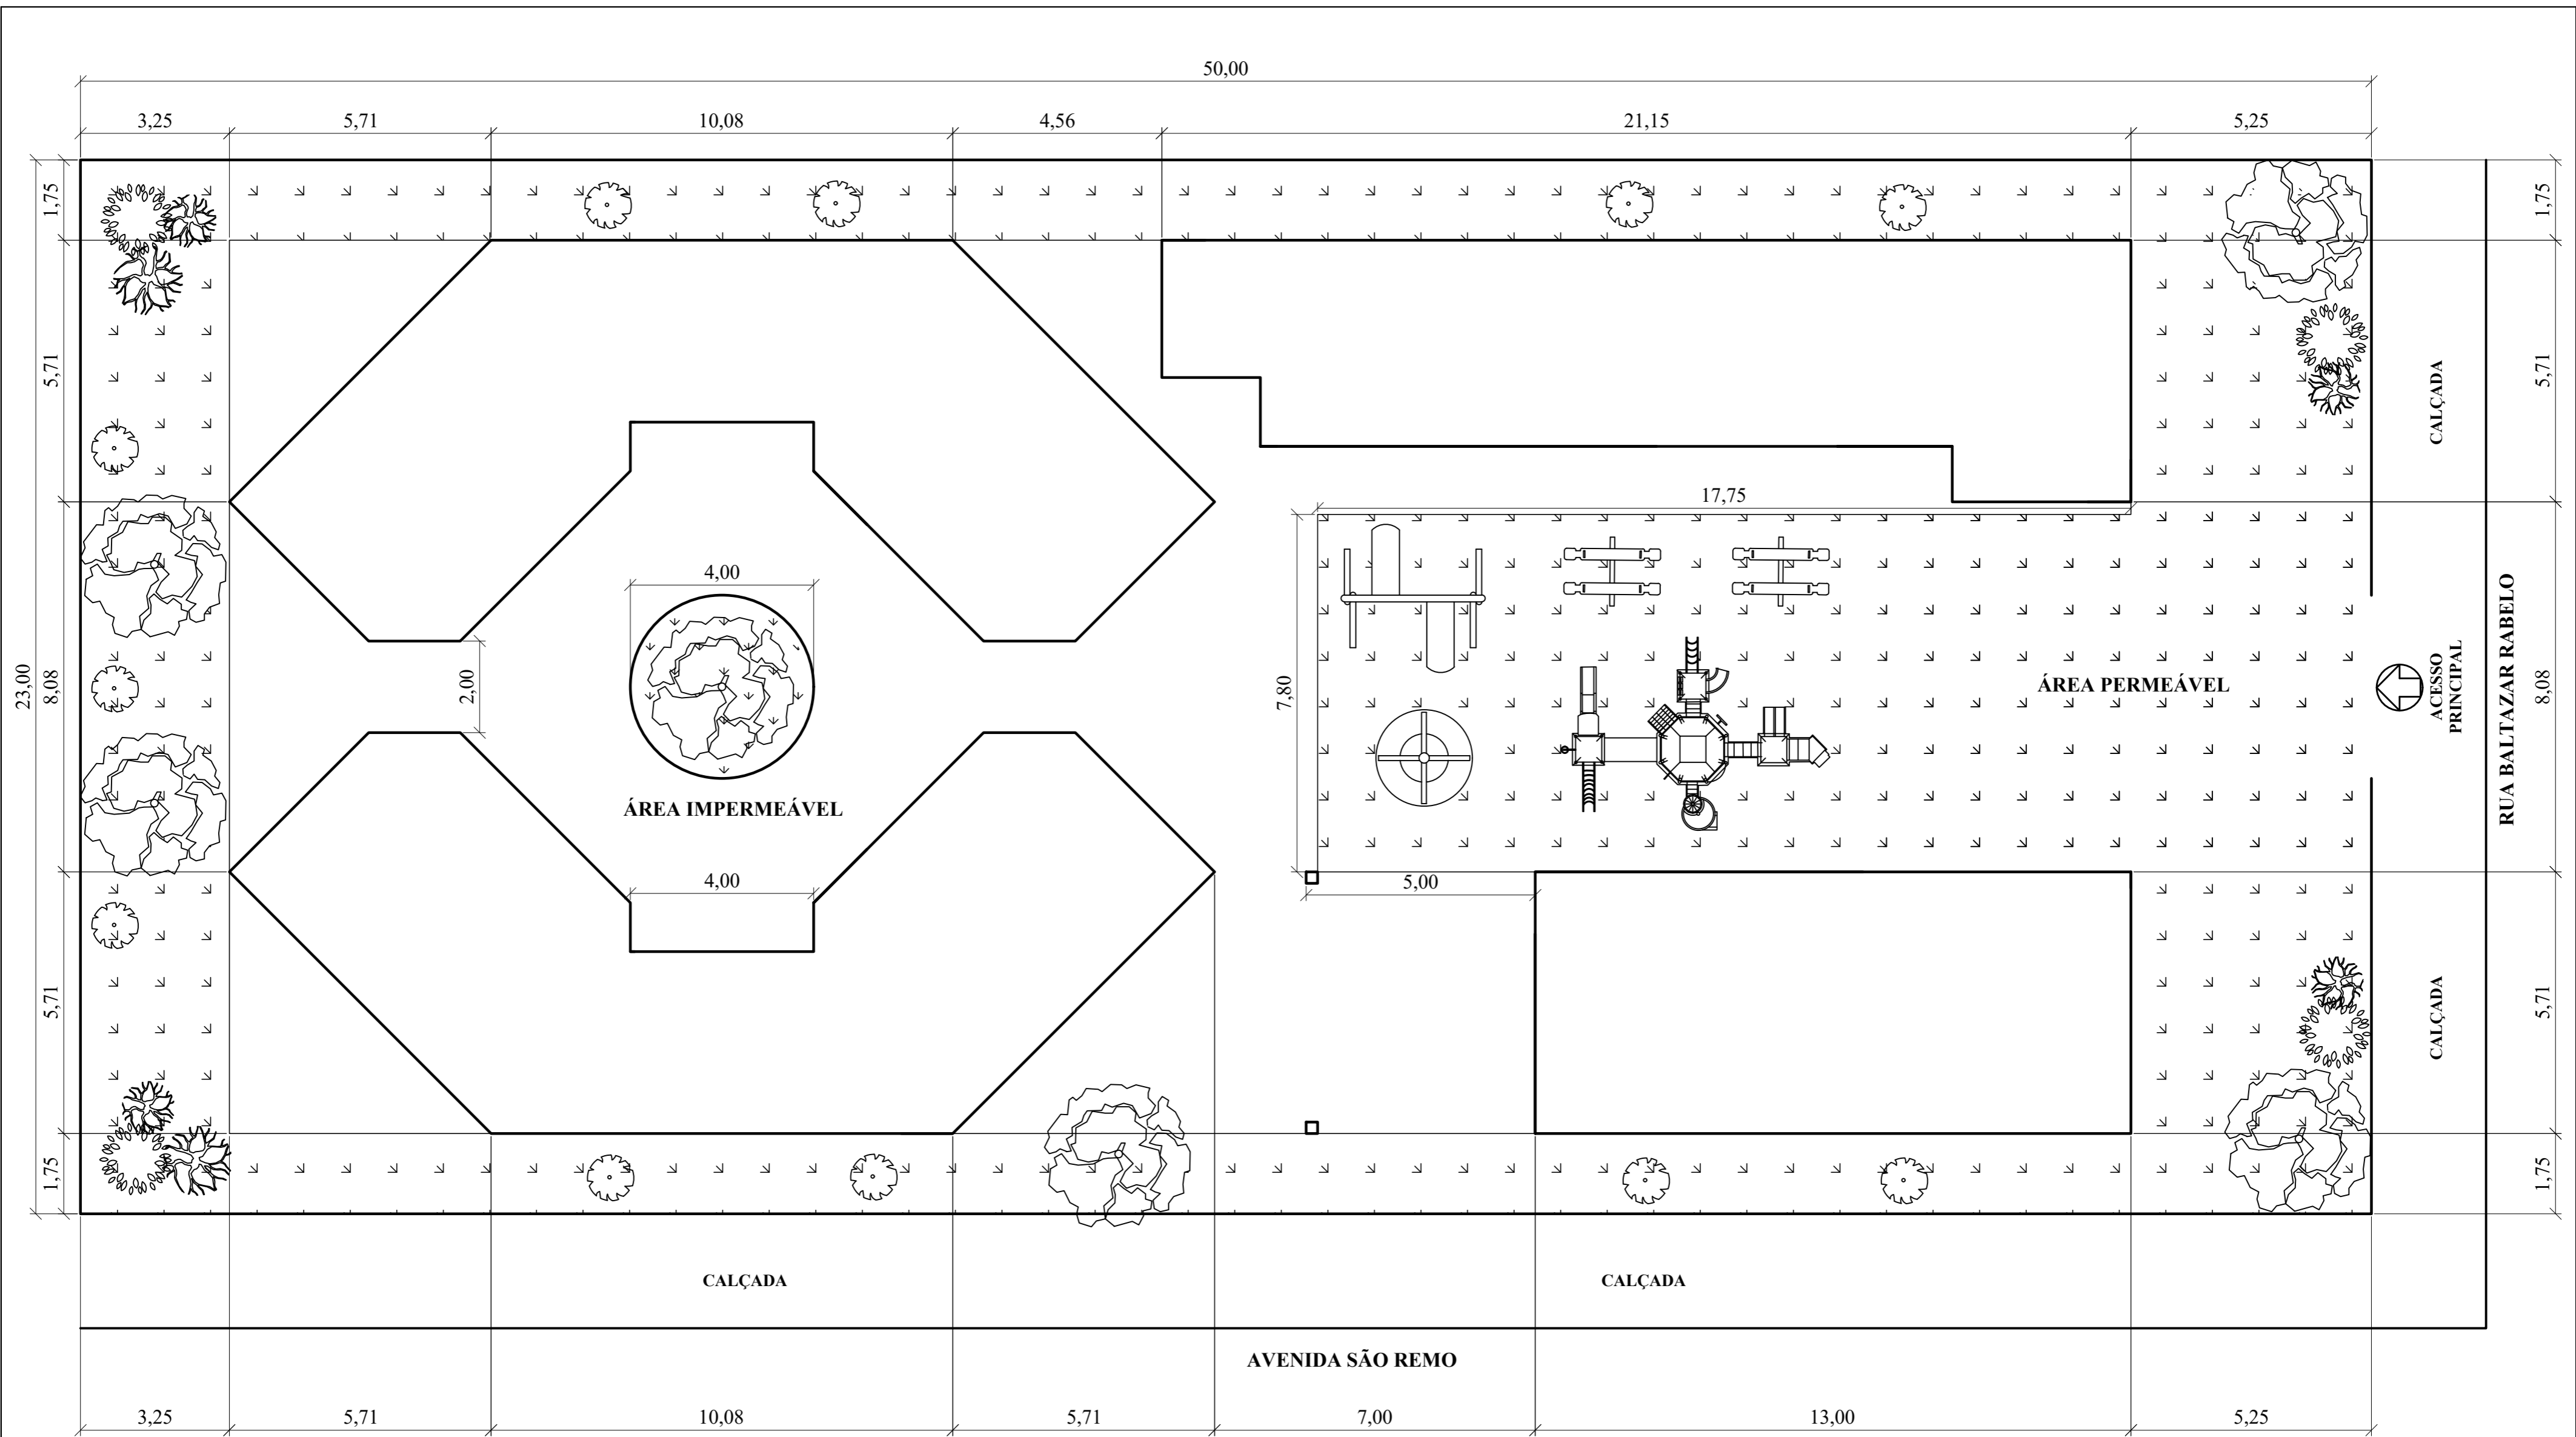 50,00
3,25 5,71 10,08 4,56 21,15 5,25
1,75 1,75
5,71 5,71
CALÇADA
17,75
4,00
23,00 8,08 2,00 7,80 8,08
ÁREA PERMEÁVEL
ACESSO
PRINCIPAL
RUA BALTAZAR RABELO
ÁREA IMPERMEÁVEL
4,00 5,00
5,71 5,71
CALÇADA
1,75 1,75
CALÇADA CALÇADA
AVENIDA SÃO REMO
3,25 5,71 10,08 5,71 7,00 13,00 5,25